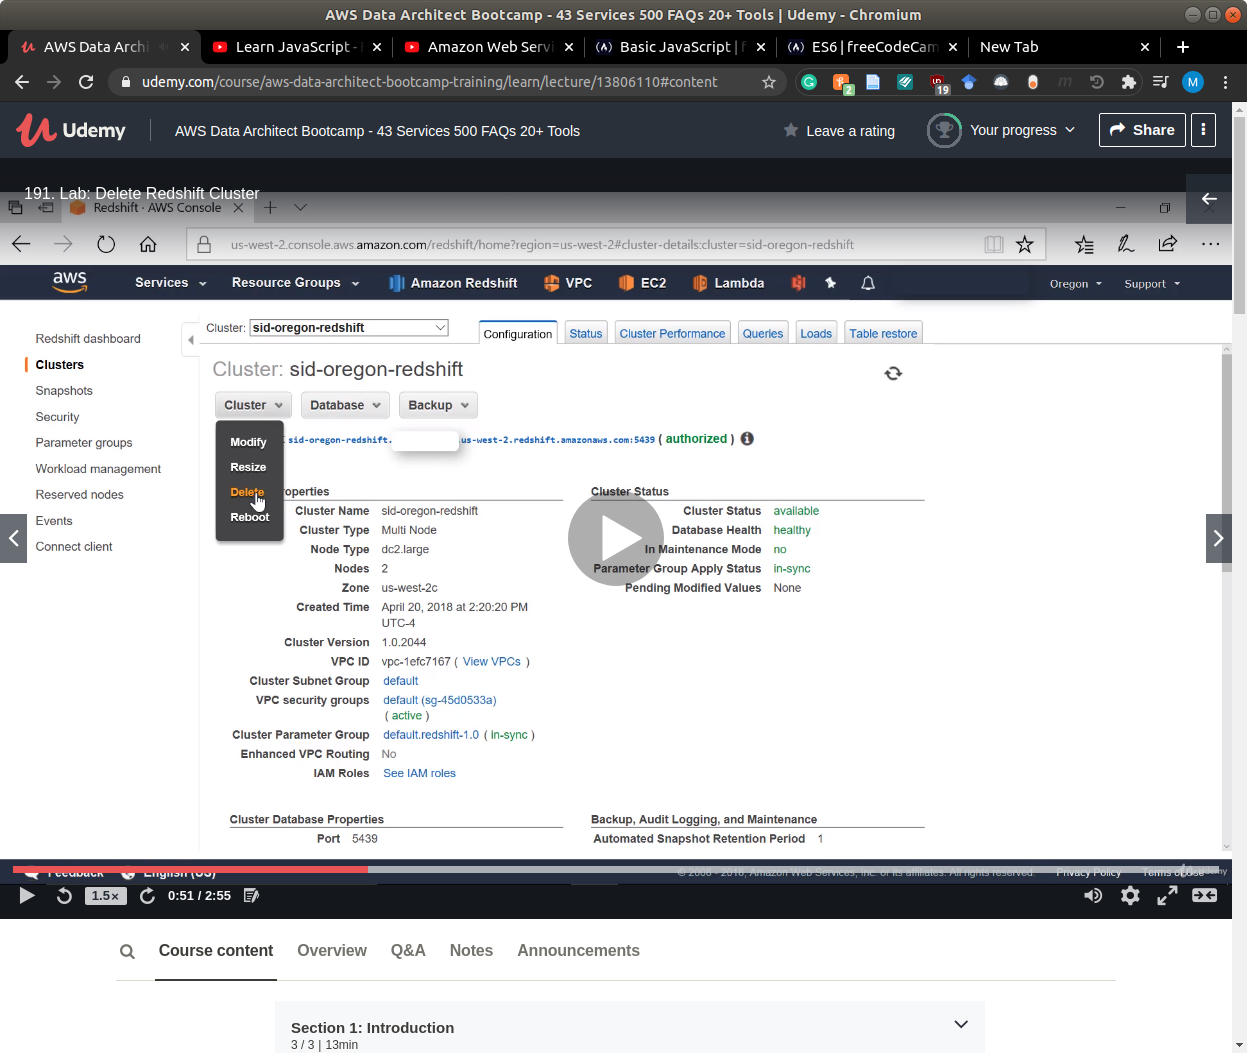 AWS Data Architect Bootcamp - 43 Services 500 FAQs 20+ Tools | Udemy - Chromium
AWS Data Archi
Learn JavaScript -
Amazon Web Servi
(A) Basic JavaScript | f
(A) ES6 | freeCodeCam
New Tab
udemy.com/course/aws-data-architect-bootcamp-training/learn/lecture/13806110#content
2
19
M
Udemy
AWS Data Architect Bootcamp - 43 Services 500 FAQs 20+ Tools
Leave a rating
Your progress
Share
191. Lab: Delete Redshift Cluster
Redshift · AWS Console
us-west-2.console.aws.amazon.com/redshift/home?region=us-west-2#cluster-details:cluster=sid-oregon-redshift
aws
Services
Resource Groups
Amazon Redshift
VPC
EC2
Lambda
Oregon
Support
Redshift dashboard
Clusters
Snapshots
Security
Parameter groups
Workload management
Reserved nodes
Events
Connect client
Cluster: sid-oregon-redshift
Configuration
Status
Cluster Performance
Queries
Loads
Table restore
Cluster: sid-oregon-redshift
Cluster
Database
Backup
Modify
Resize
Delete
Reboot
sid-oregon-redshift. .us-west-2.redshift.amazonaws.com:5439 ( authorized )
operties
Cluster Name sid-oregon-redshift
Cluster Type Multi Node
Node Type dc2.large
Nodes 2
Zone us-west-2c
Created Time April 20, 2018 at 2:20:20 PM
UTC-4
Cluster Version 1.0.2044
VPC ID vpc-1efc7167 ( View VPCs )
Cluster Subnet Group default
VPC security groups default (sg-45d0533a)
( active )
Cluster Parameter Group default.redshift-1.0 ( in-sync )
Enhanced VPC Routing No
IAM Roles See IAM roles
Cluster Status
Cluster Status available
Database Health healthy
In Maintenance Mode no
Parameter Group Apply Status in-sync
Pending Modified Values None
Cluster Database Properties
Port 5439
Backup, Audit Logging, and Maintenance
Automated Snapshot Retention Period 1
Feedback
English (US)
© 2008 - 2018, Amazon Web Services, Inc. or its affiliates. All rights reserved.
Privacy Policy
Terms of Use
1.5×
0:51 / 2:55
Course content
Overview
Q&A
Notes
Announcements
Section 1: Introduction
3 / 3 | 13min